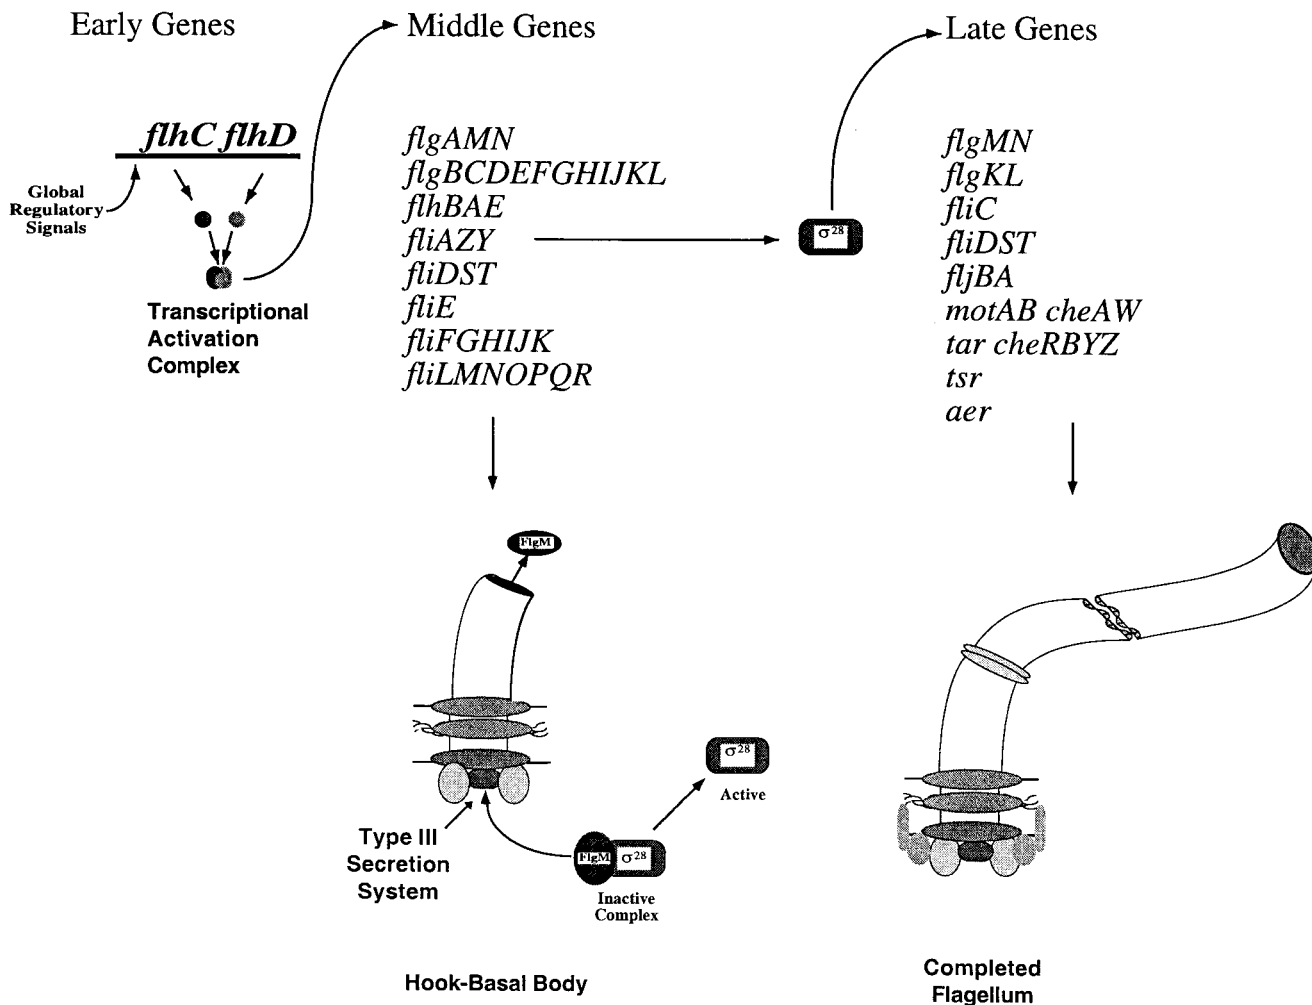 Early Genes
Middle Genes
Late Genes
flhC flhD
Global
Regulatory
Signals
Transcriptional
Activation
Complex
flgAMN
flgBCDEFGHIJKL
flhBAE
fliAZY
fliDST
fliE
fliFGHIJK
fliLMNOPQR
σ28
flgMN
flgKL
fliC
fliDST
fljBA
motAB cheAW
tar cheRBYZ
tsr
aer
FlgM
σ28
Active
Type III
Secretion
System
FlgM σ28
Inactive
Complex
Hook-Basal Body
Completed
Flagellum